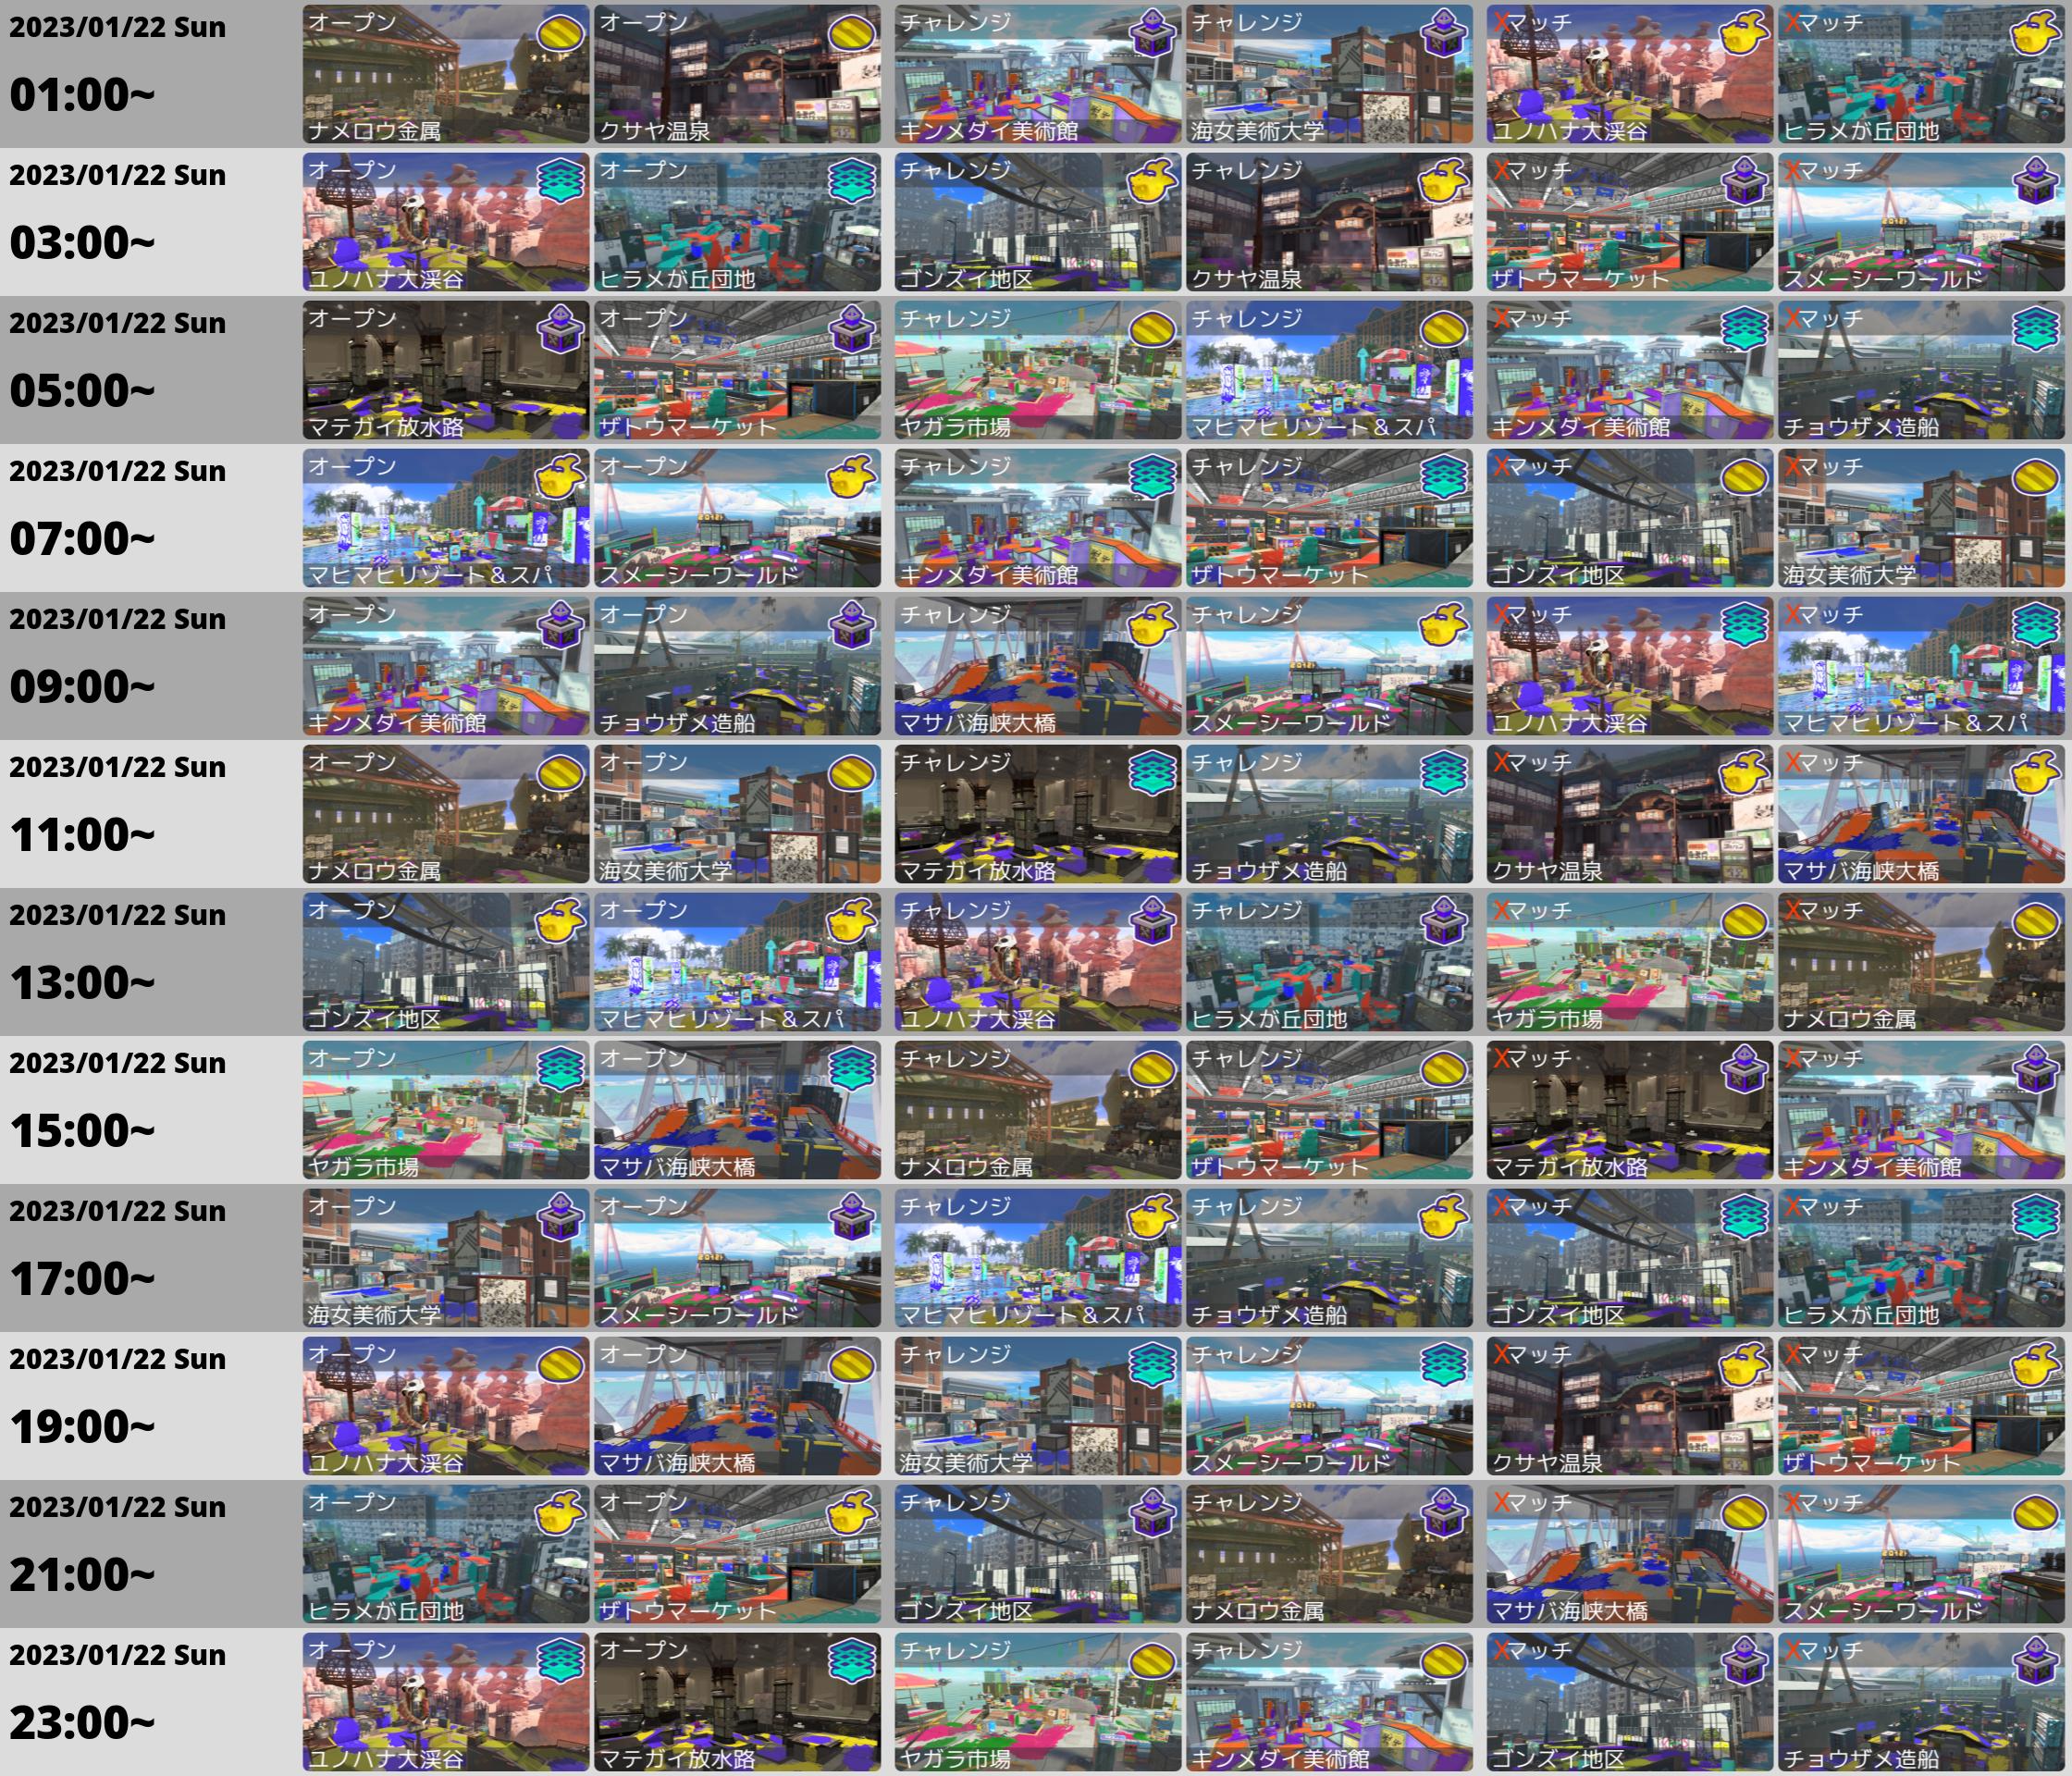 2023/01/22 Sun
01:00~
オープン
ナメロウ金属
オープン
クサヤ温泉
チャレンジ
キンメダイ美術館
チャレンジ
海女美術大学
Xマッチ
ユノハナ大渓谷
Xマッチ
ヒラメが丘団地
2023/01/22 Sun
03:00~
オープン
ユノハナ大渓谷
オープン
ヒラメが丘団地
チャレンジ
ゴンズイ地区
チャレンジ
クサヤ温泉
Xマッチ
ザトウマーケット
Xマッチ
スメーシーワールド
2023/01/22 Sun
05:00~
オープン
マテガイ放水路
オープン
ザトウマーケット
チャレンジ
ヤガラ市場
チャレンジ
マヒマヒリゾート＆スパ
Xマッチ
キンメダイ美術館
Xマッチ
チョウザメ造船
2023/01/22 Sun
07:00~
オープン
マヒマヒリゾート＆スパ
オープン
スメーシーワールド
チャレンジ
キンメダイ美術館
チャレンジ
ザトウマーケット
Xマッチ
ゴンズイ地区
Xマッチ
海女美術大学
2023/01/22 Sun
09:00~
オープン
キンメダイ美術館
オープン
チョウザメ造船
チャレンジ
マサバ海峡大橋
チャレンジ
スメーシーワールド
Xマッチ
ユノハナ大渓谷
Xマッチ
マヒマヒリゾート＆スパ
2023/01/22 Sun
11:00~
オープン
ナメロウ金属
オープン
海女美術大学
チャレンジ
マテガイ放水路
チャレンジ
チョウザメ造船
Xマッチ
クサヤ温泉
Xマッチ
マサバ海峡大橋
2023/01/22 Sun
13:00~
オープン
ゴンズイ地区
オープン
マヒマヒリゾート＆スパ
チャレンジ
ユノハナ大渓谷
チャレンジ
ヒラメが丘団地
Xマッチ
ヤガラ市場
Xマッチ
ナメロウ金属
2023/01/22 Sun
15:00~
オープン
ヤガラ市場
オープン
マサバ海峡大橋
チャレンジ
ナメロウ金属
チャレンジ
ザトウマーケット
Xマッチ
マテガイ放水路
Xマッチ
キンメダイ美術館
2023/01/22 Sun
17:00~
オープン
海女美術大学
オープン
スメーシーワールド
チャレンジ
マヒマヒリゾート＆スパ
チャレンジ
チョウザメ造船
Xマッチ
ゴンズイ地区
Xマッチ
ヒラメが丘団地
2023/01/22 Sun
19:00~
オープン
ユノハナ大渓谷
オープン
マサバ海峡大橋
チャレンジ
海女美術大学
チャレンジ
スメーシーワールド
Xマッチ
クサヤ温泉
Xマッチ
ザトウマーケット
2023/01/22 Sun
21:00~
オープン
ヒラメが丘団地
オープン
ザトウマーケット
チャレンジ
ゴンズイ地区
チャレンジ
ナメロウ金属
Xマッチ
マサバ海峡大橋
Xマッチ
スメーシーワールド
2023/01/22 Sun
23:00~
オープン
ユノハナ大渓谷
オープン
マテガイ放水路
チャレンジ
ヤガラ市場
チャレンジ
キンメダイ美術館
Xマッチ
ゴンズイ地区
Xマッチ
チョウザメ造船